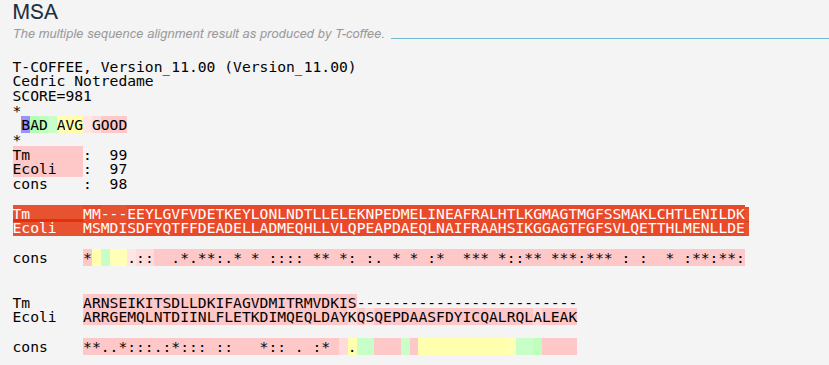 MSA
The multiple sequence alignment result as produced by T-coffee.
T-COFFEE, Version_11.00 (Version_11.00)
Cedric Notredame
SCORE=981
*
BAD AVG GOOD
*
Tm      :  99
Ecoli   :  97
cons    :  98
Tm      MM---EEYLGVFVDETKEYLONLNDTLLELEKNPEDMELINEAFRALHTLKGMAGTMGFSSMAKLCHTLENILDK
Ecoli   MSMDISDFYQTFFDEADELLADMEQHLLVLQPEAPDAEQLNAIFRAAHSIKGGAGTFGFSVLQETTHLMENLLDE
cons    *    .::  .*.**:.* * :::: ** *: :. * * :*  *** *::** ***:*** : :  * :**:**:
Tm      ARNSEIKITSDLLDKIFAGVDMITRMVDKIS-------------------------
Ecoli   ARRGEMQLNTDIINLFLETKDIMQEQLDAYKQSQEPDAASFDYICQALRQLALEAK
cons    **..*:::.:*::: ::   *:: . :*  .